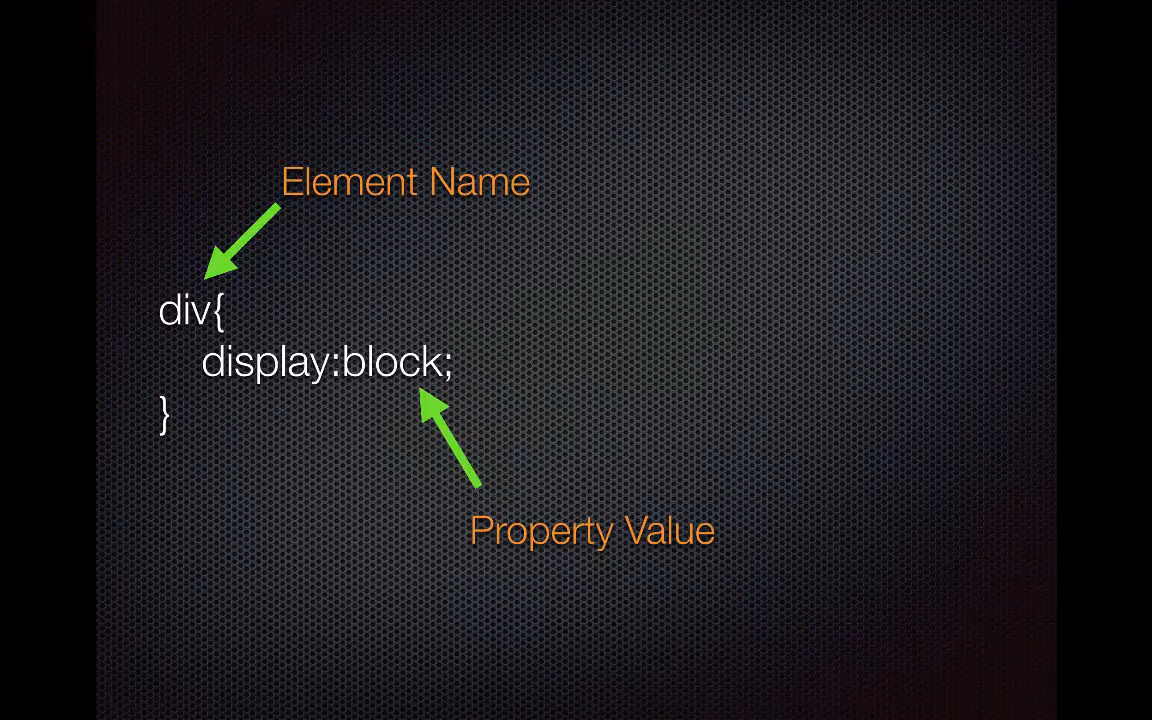 Element Name
div{
display:block;
}
Property Value